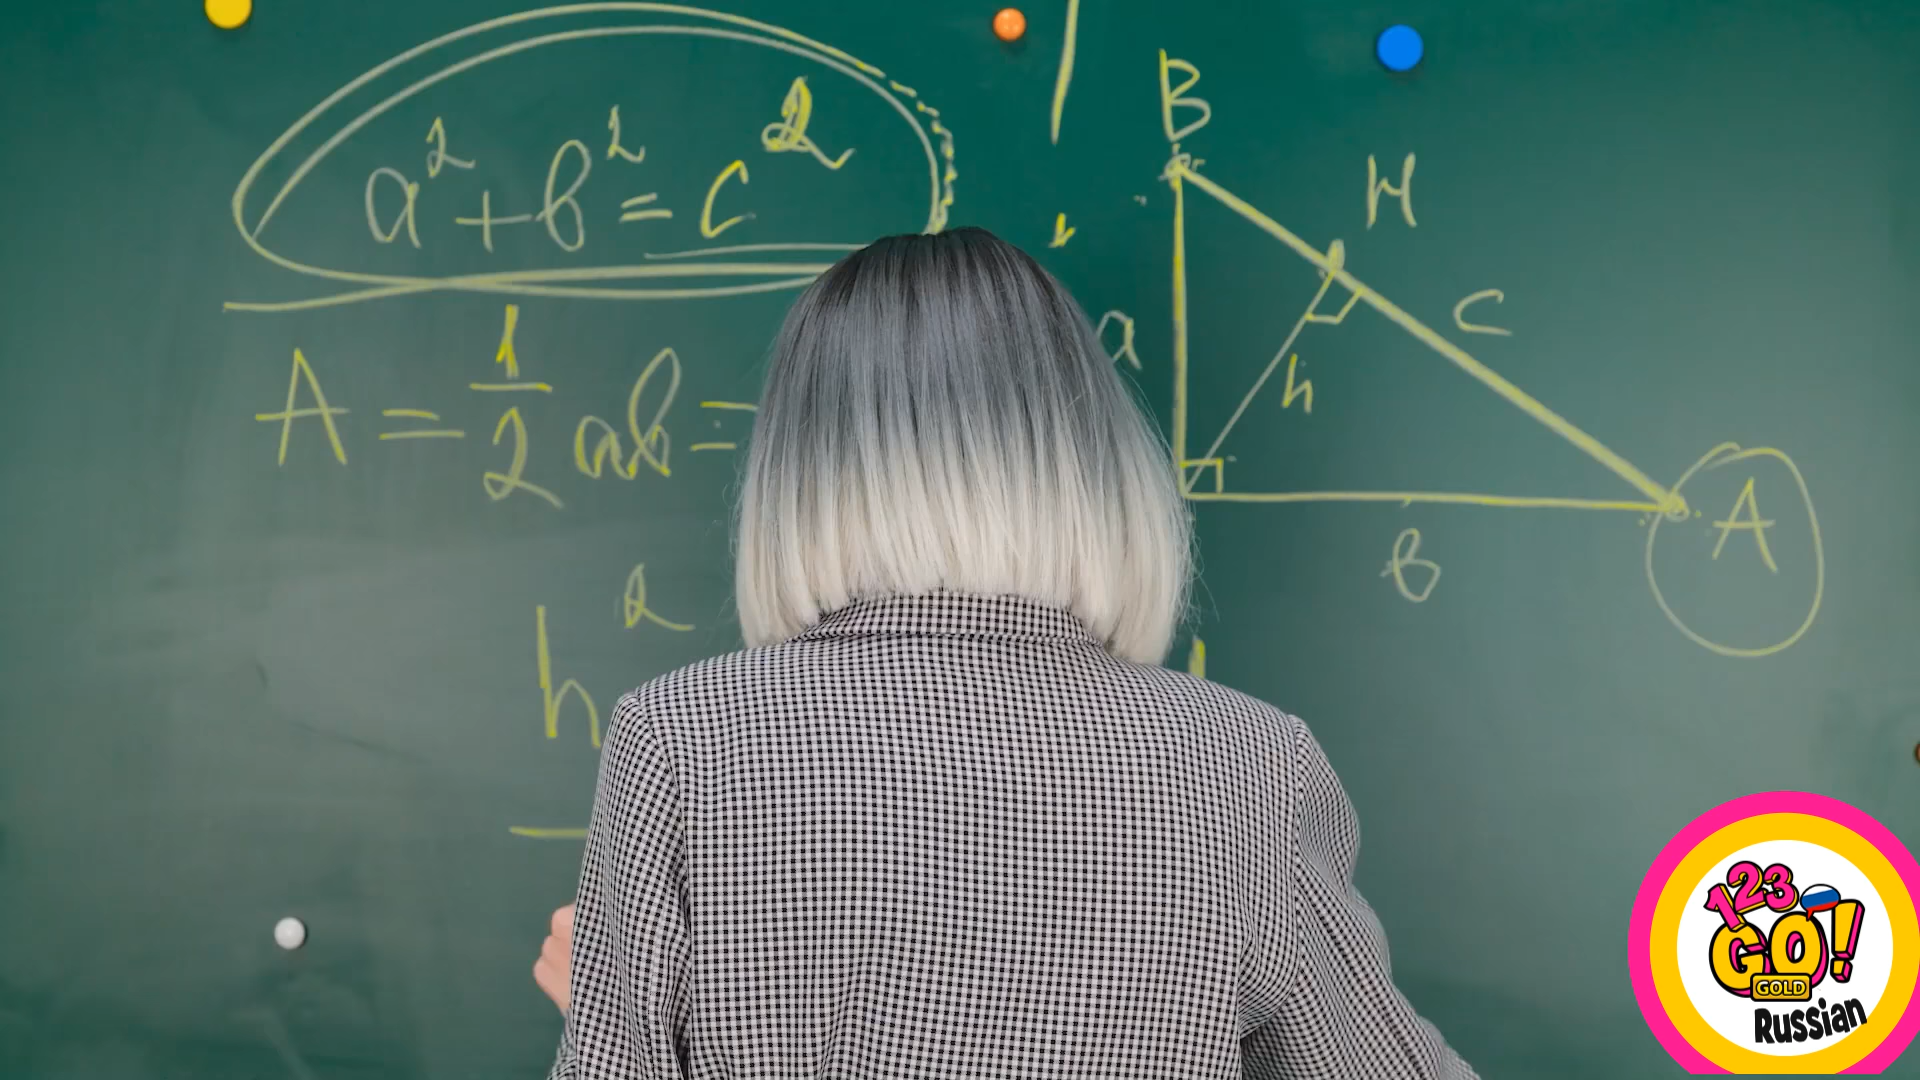 a² + b² = c²
A = 1/2 ab =
h²
B
H
a
c
h
b
A
123
GO!
GOLD
Russian